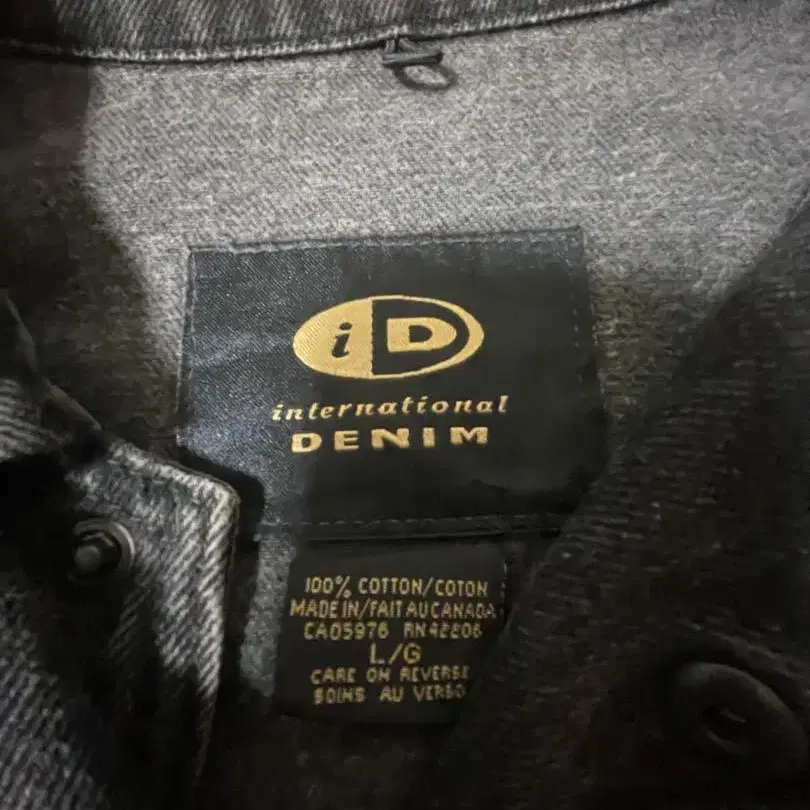 iD
international
DENIM
100% COTTON/COTON
MADE IN/FAIT AU CANADA
CA05976 RN42206
L/G
CARE ON REVERSE
SOINS AU VERSO